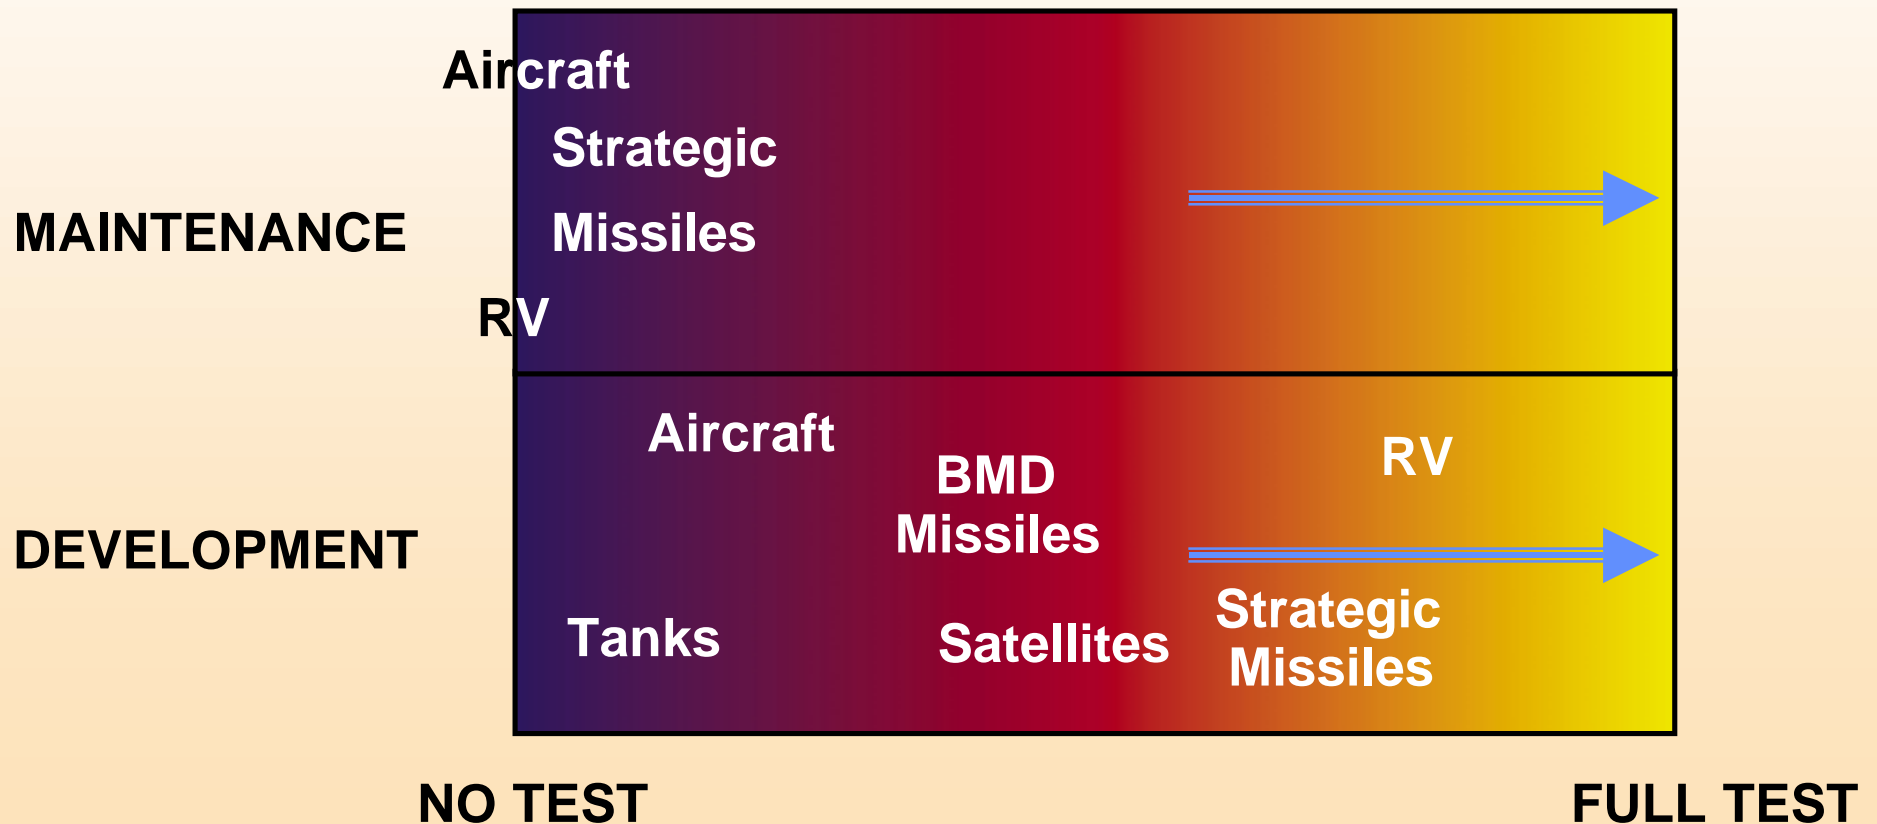 Aircraft
Strategic
Missiles
MAINTENANCE
RV
Aircraft
BMD
Missiles
RV
DEVELOPMENT
Tanks
Satellites
Strategic
Missiles
NO TEST
FULL TEST